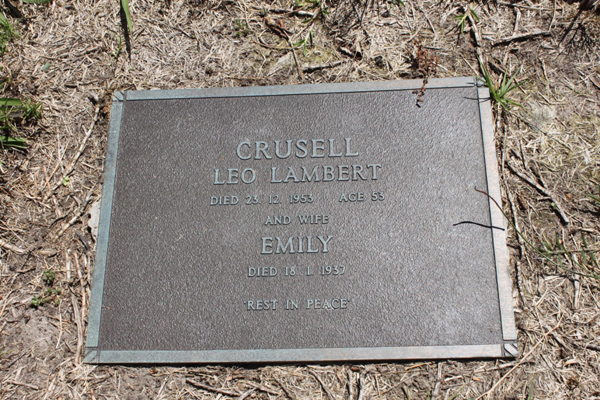 CRUSELL
LEO LAMBERT
DIED 23. 12. 1953 AGE 53
AND WIFE
EMILY
DIED 18. 1. 1937
"REST IN PEACE"